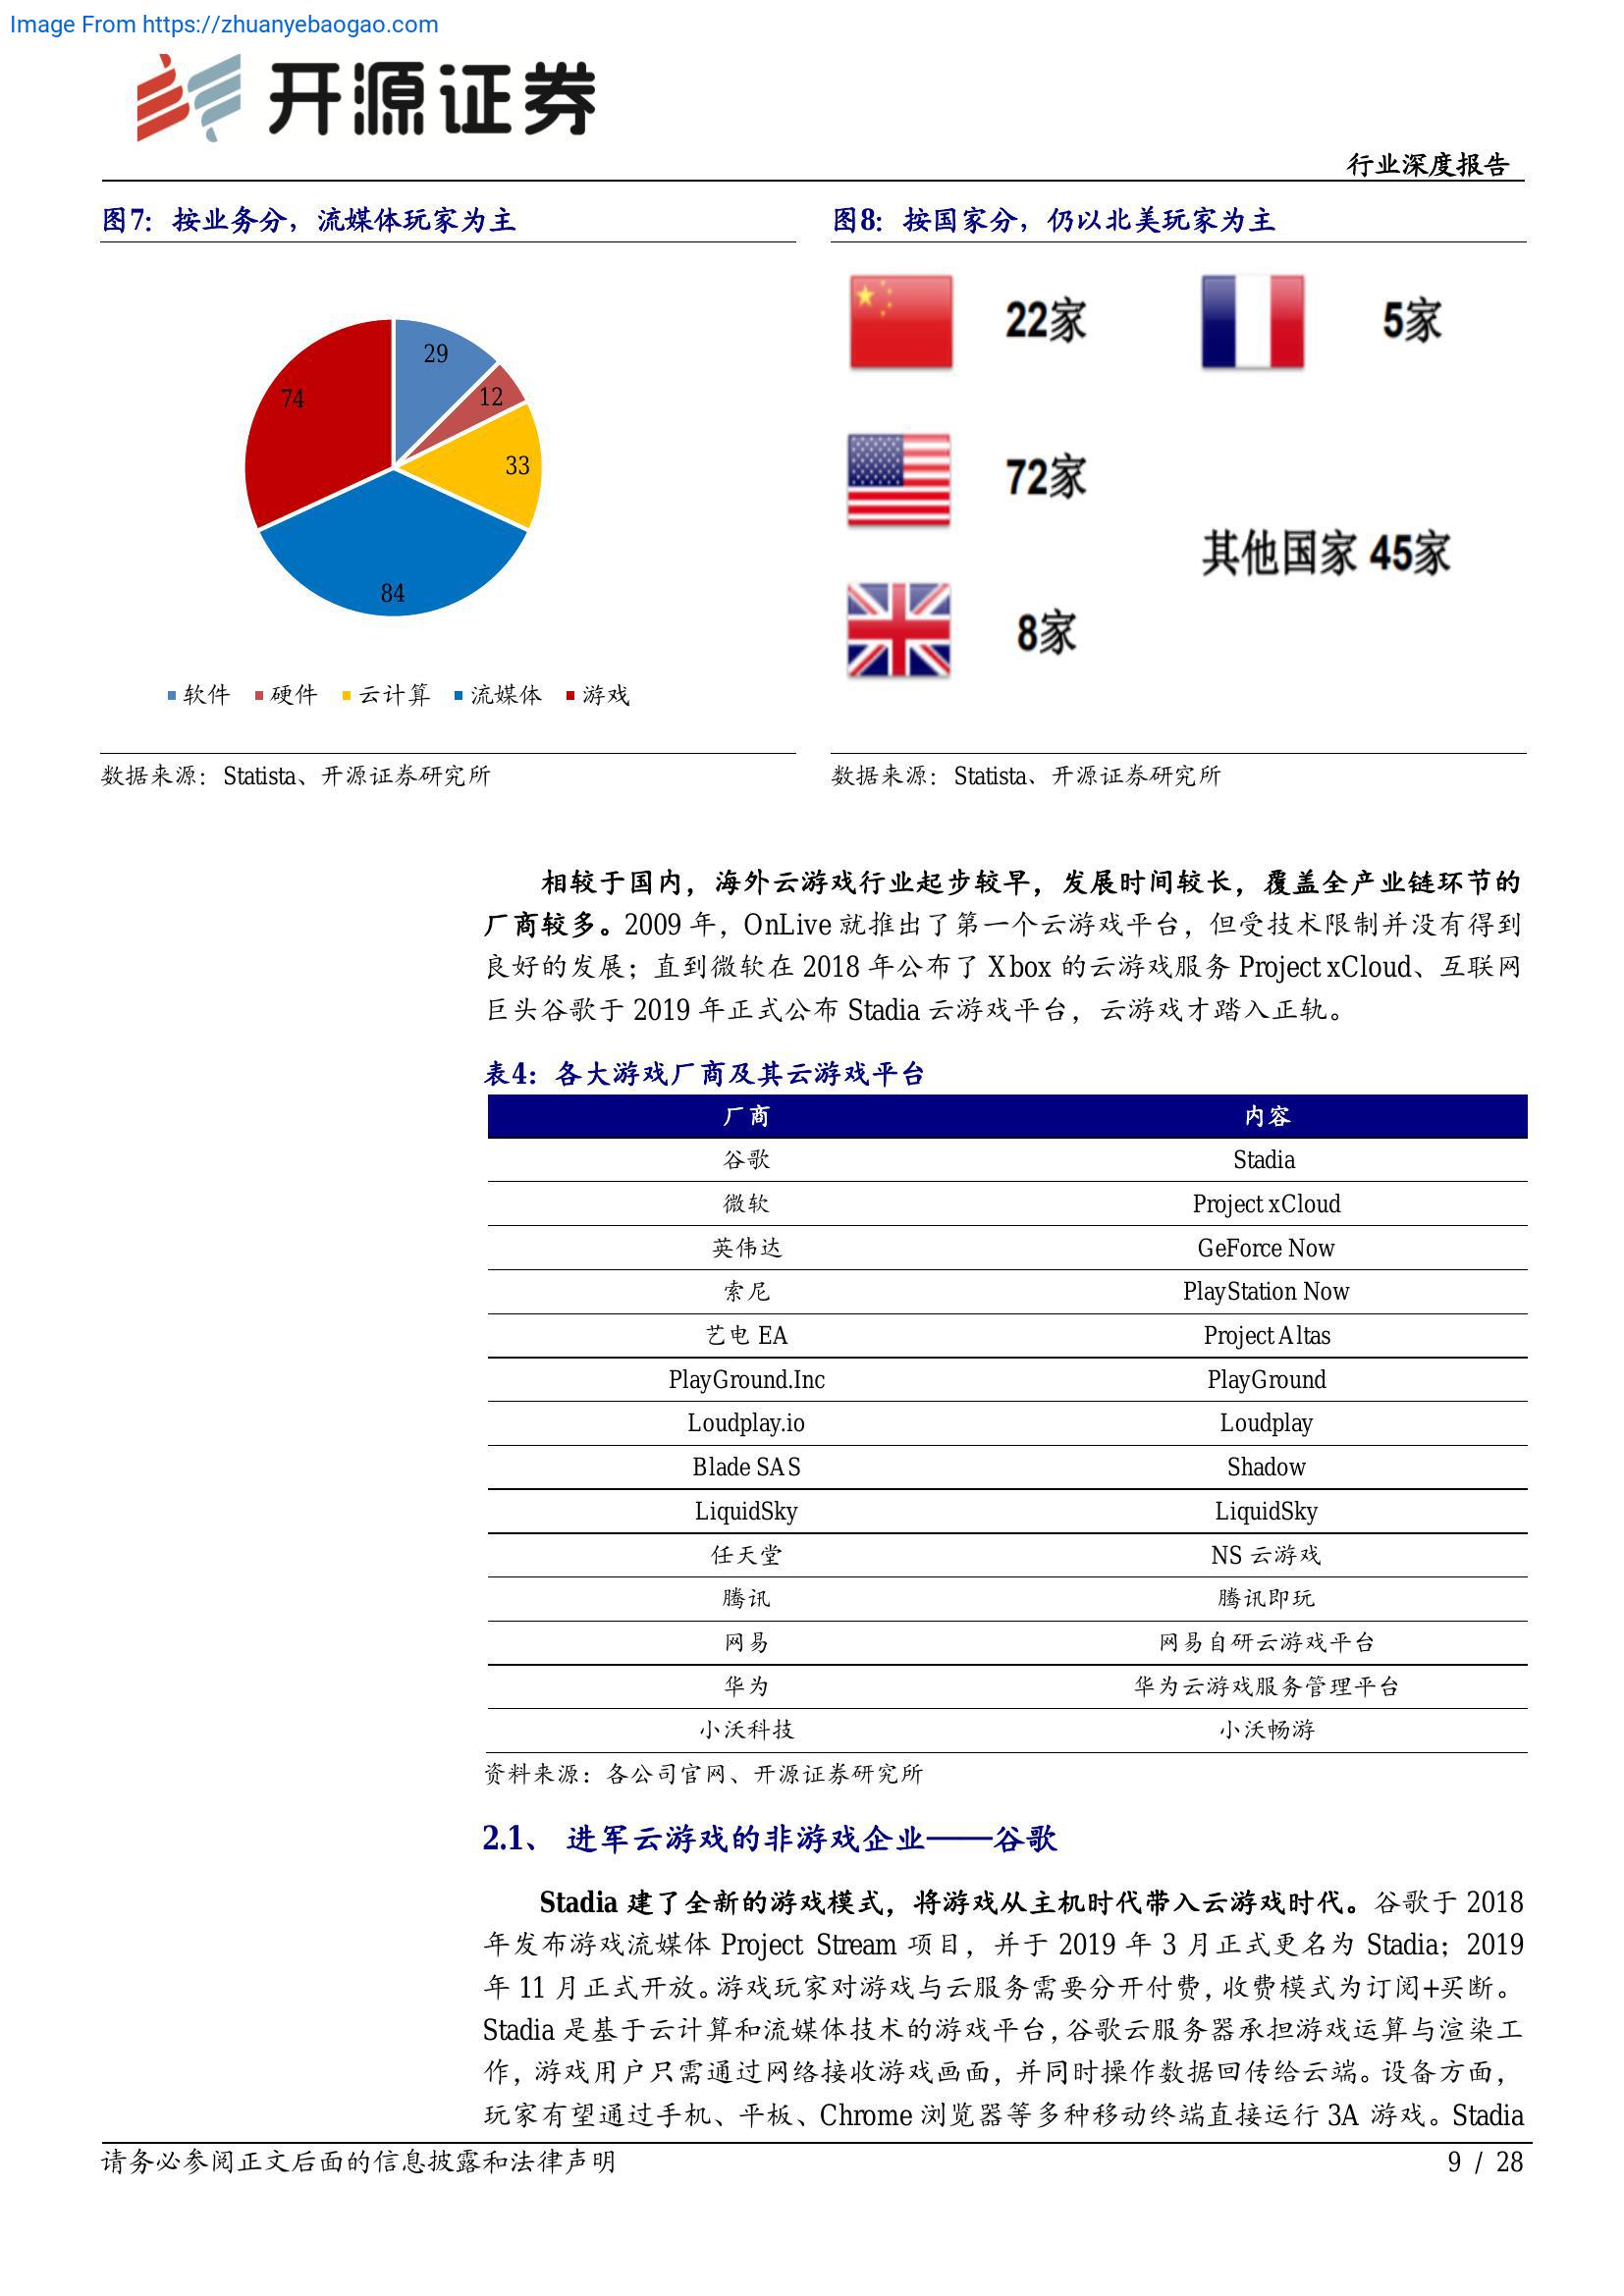 Image From https://zhuanyebaogao.com
开源证券
行业深度报告
图7：按业务分，流媒体玩家为主
图8：按国家分，仍以北美玩家为主
29
12
33
84
74
软件 硬件 云计算 流媒体 游戏
22家
5家
72家
其他国家 45家
8家
数据来源：Statista、开源证券研究所
数据来源：Statista、开源证券研究所
相较于国内，海外云游戏行业起步较早，发展时间较长，覆盖全产业链环节的
厂商较多。2009 年，OnLive 就推出了第一个云游戏平台，但受技术限制并没有得到
良好的发展；直到微软在 2018 年公布了 Xbox 的云游戏服务 Project xCloud、互联网
巨头谷歌于 2019 年正式公布 Stadia 云游戏平台，云游戏才踏入正轨。
表4：各大游戏厂商及其云游戏平台
厂商 内容
谷歌 Stadia
微软 Project xCloud
英伟达 GeForce Now
索尼 PlayStation Now
艺电 EA Project Altas
PlayGround.Inc PlayGround
Loudplay.io Loudplay
Blade SAS Shadow
LiquidSky LiquidSky
任天堂 NS 云游戏
腾讯 腾讯即玩
网易 网易自研云游戏平台
华为 华为云游戏服务管理平台
小沃科技 小沃畅游
资料来源：各公司官网、开源证券研究所
2.1、 进军云游戏的非游戏企业——谷歌
Stadia 建了全新的游戏模式，将游戏从主机时代带入云游戏时代。谷歌于 2018
年发布游戏流媒体 Project Stream 项目，并于 2019 年 3 月正式更名为 Stadia；2019
年 11 月正式开放。游戏玩家对游戏与云服务需要分开付费，收费模式为订阅+买断。
Stadia 是基于云计算和流媒体技术的游戏平台，谷歌云服务器承担游戏运算与渲染工
作，游戏用户只需通过网络接收游戏画面，并同时操作数据回传给云端。设备方面，
玩家有望通过手机、平板、Chrome 浏览器等多种移动终端直接运行 3A 游戏。Stadia
请务必参阅正文后面的信息披露和法律声明
9 / 28